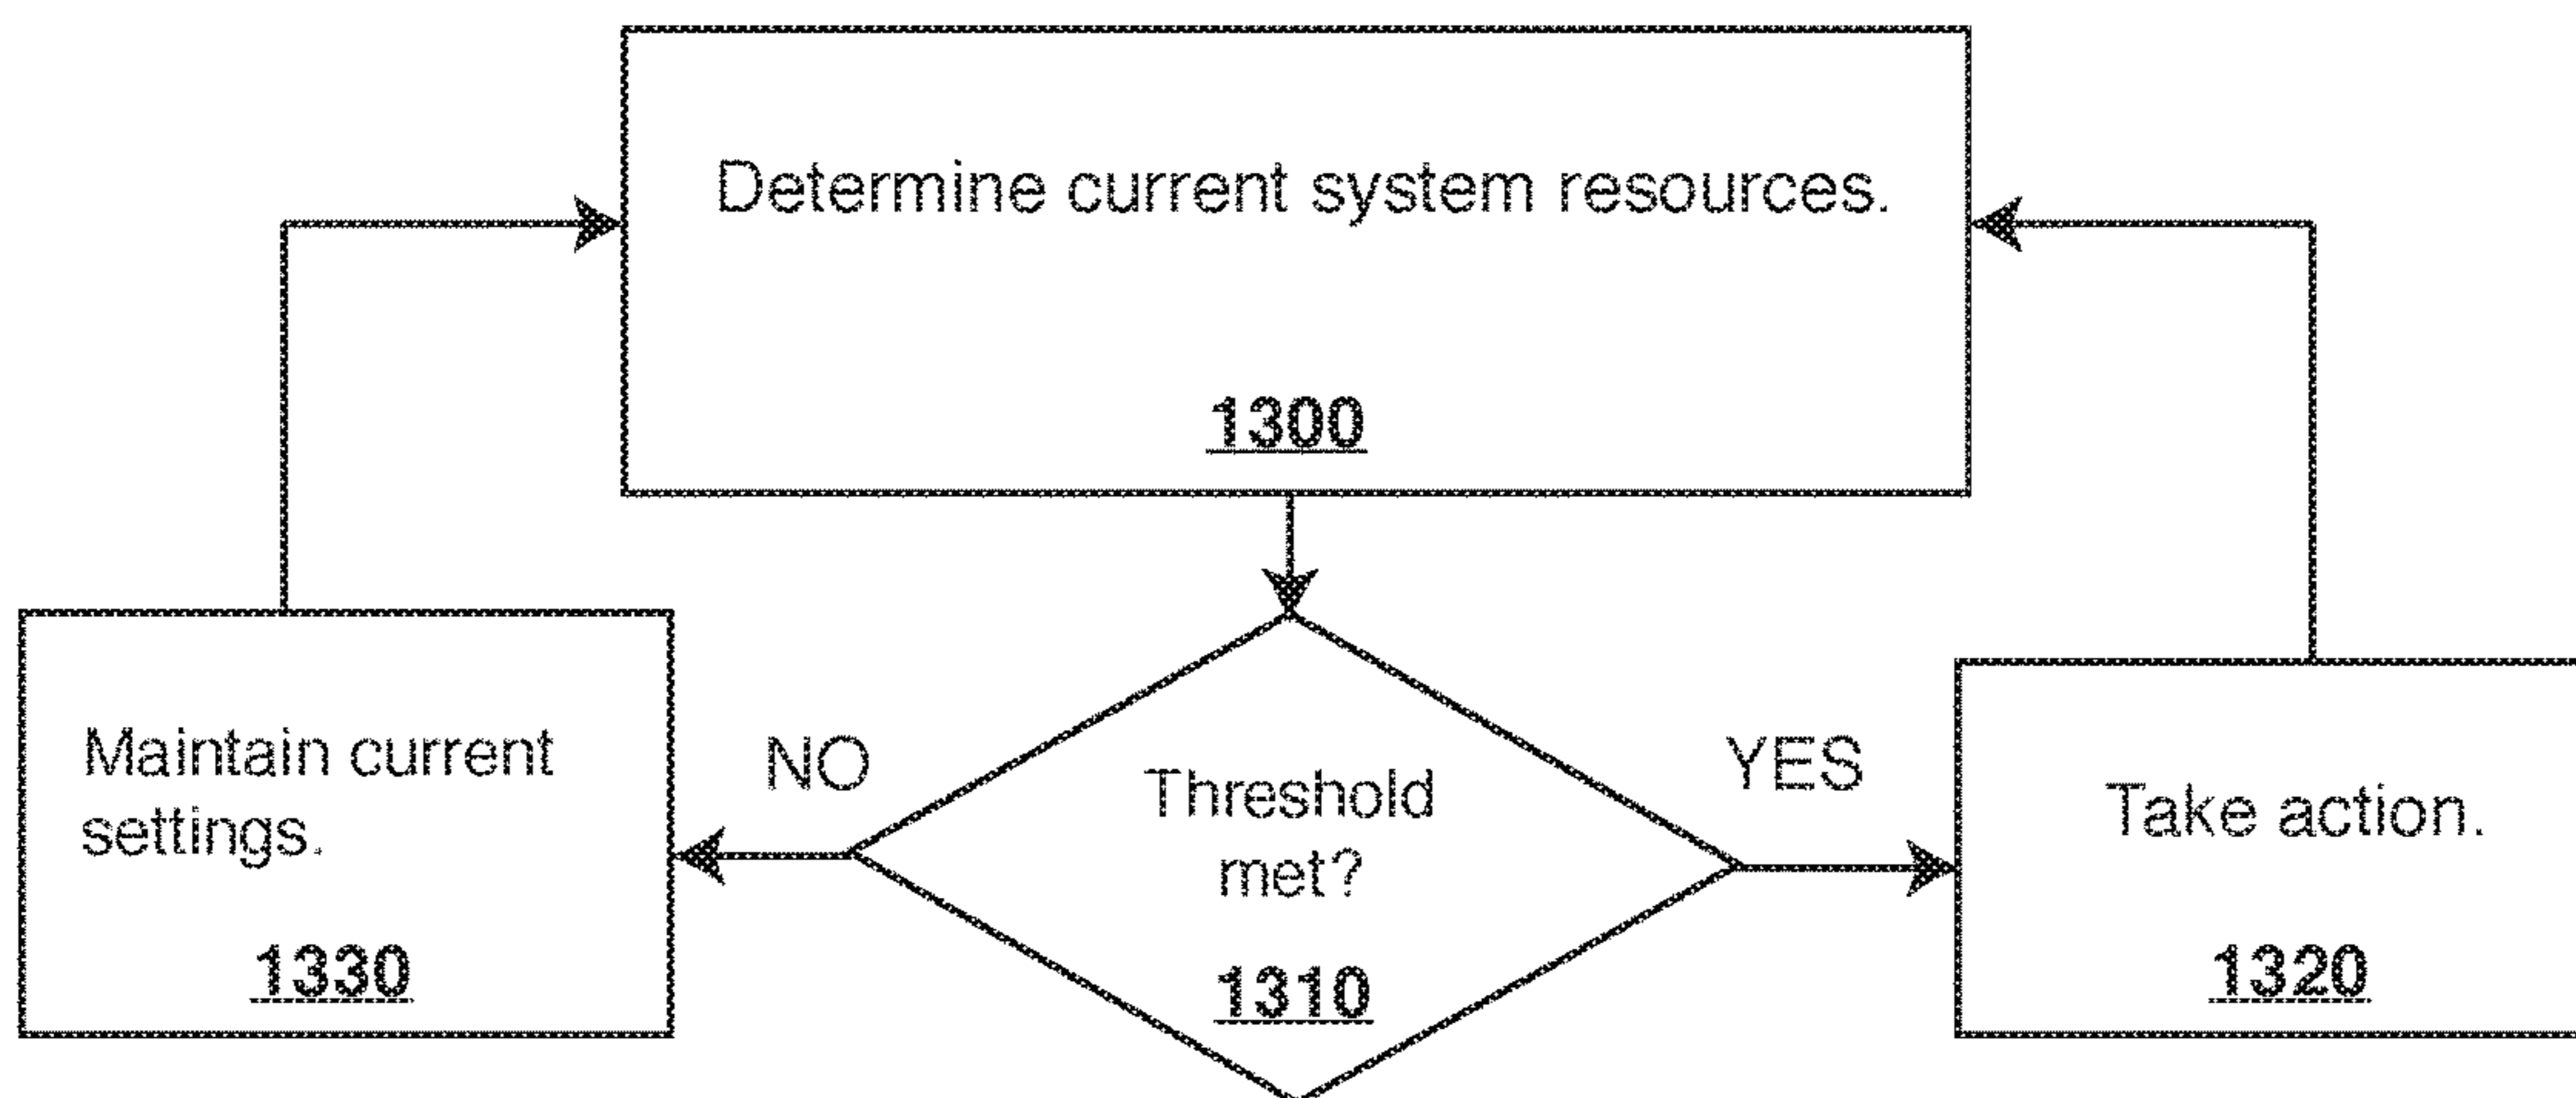 Determine current system resources.
1300
NO
YES
Maintain current
settings.
1330
Threshold
met?
1310
Take action.
1320